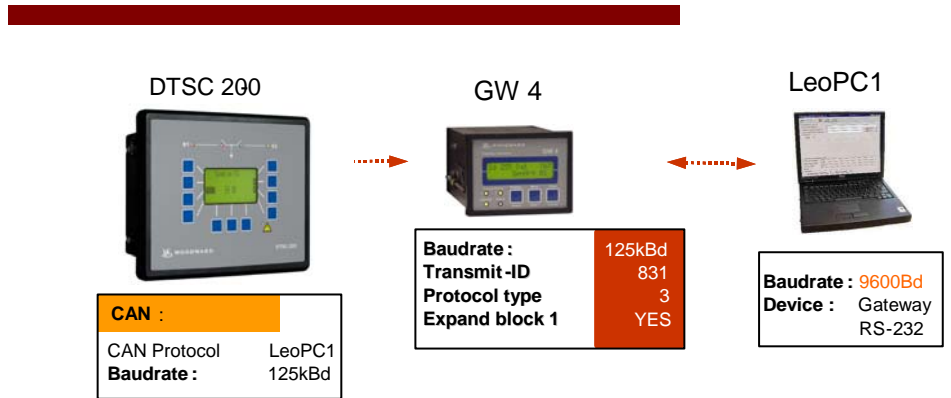 DTSC 200
GW 4
LeoPC1
WOODWARD
CAN :
CAN Protocol LeoPC1
Baudrate : 125kBd
Baudrate : 125kBd
Transmit-ID 831
Protocol type 3
Expand block 1 YES
Baudrate : 9600Bd
Device : Gateway
RS-232